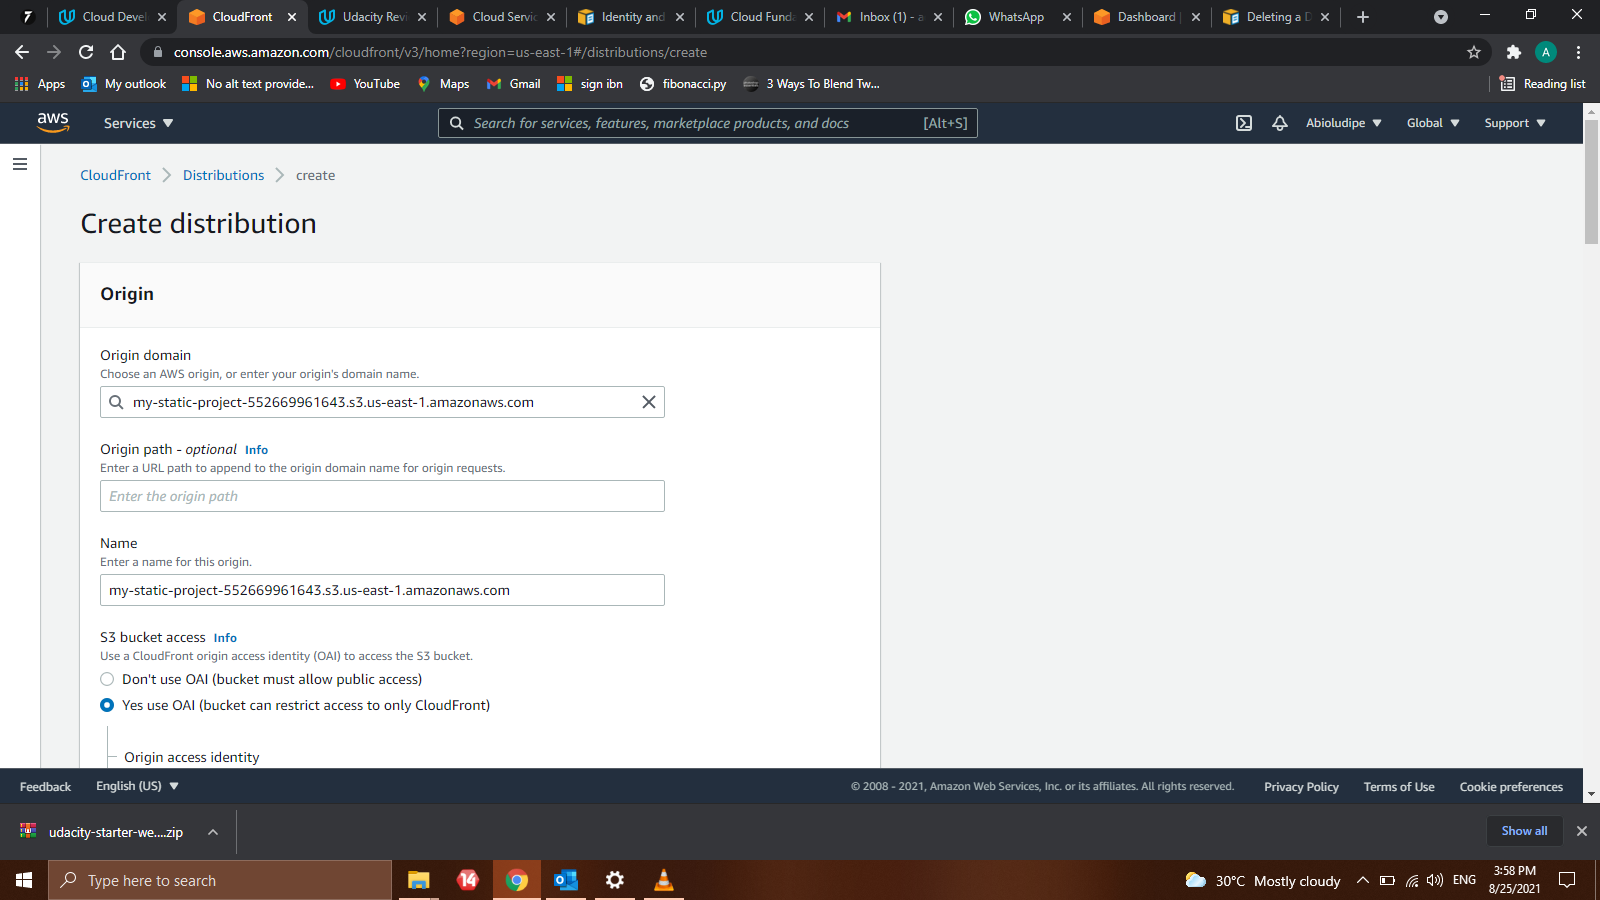 Cloud Devel
CloudFront
Udacity Rev
Cloud Servic
Identity and
Cloud Funda
Inbox (1) - a
WhatsApp
Dashboard |
Deleting a D
console.aws.amazon.com/cloudfront/v3/home?region=us-east-1#/distributions/create
A
Apps
My outlook
No alt text provide...
YouTube
Maps
Gmail
sign ibn
fibonacci.py
3 Ways To Blend Tw...
Reading list
aws
Services
Search for services, features, marketplace products, and docs
[Alt+S]
Abioludipe
Global
Support
CloudFront
Distributions
create
Create distribution
Origin
Origin domain
Choose an AWS origin, or enter your origin's domain name.
my-static-project-552669961643.s3.us-east-1.amazonaws.com
Origin path - optional Info
Enter a URL path to append to the origin domain name for origin requests.
Enter the origin path
Name
Enter a name for this origin.
my-static-project-552669961643.s3.us-east-1.amazonaws.com
S3 bucket access Info
Use a CloudFront origin access identity (OAI) to access the S3 bucket.
Don't use OAI (bucket must allow public access)
Yes use OAI (bucket can restrict access to only CloudFront)
Origin access identity
Feedback
English (US)
© 2008 - 2021, Amazon Web Services, Inc. or its affiliates. All rights reserved.
Privacy Policy
Terms of Use
Cookie preferences
udacity-starter-we....zip
Show all
Type here to search
14
30°C Mostly cloudy
ENG
3:58 PM
8/25/2021